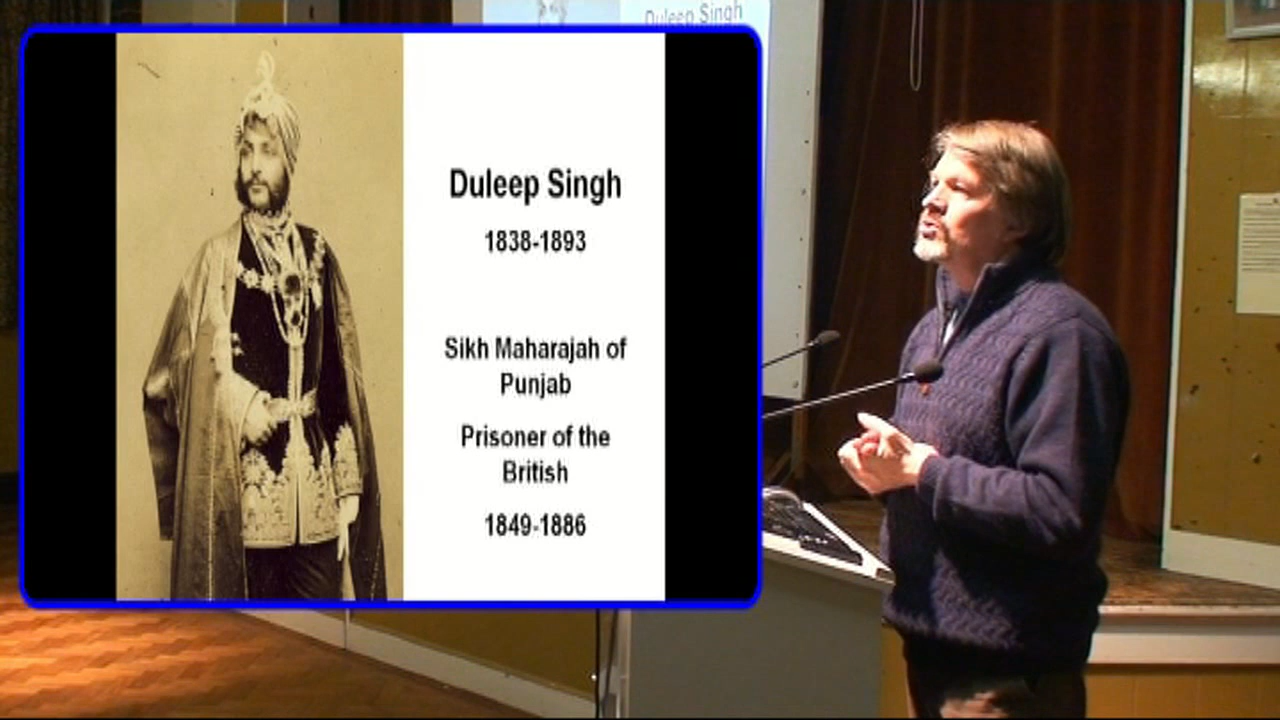 Duleep Singh
Duleep Singh
1838-1893
Sikh Maharajah of
Punjab
Prisoner of the
British
1849-1886